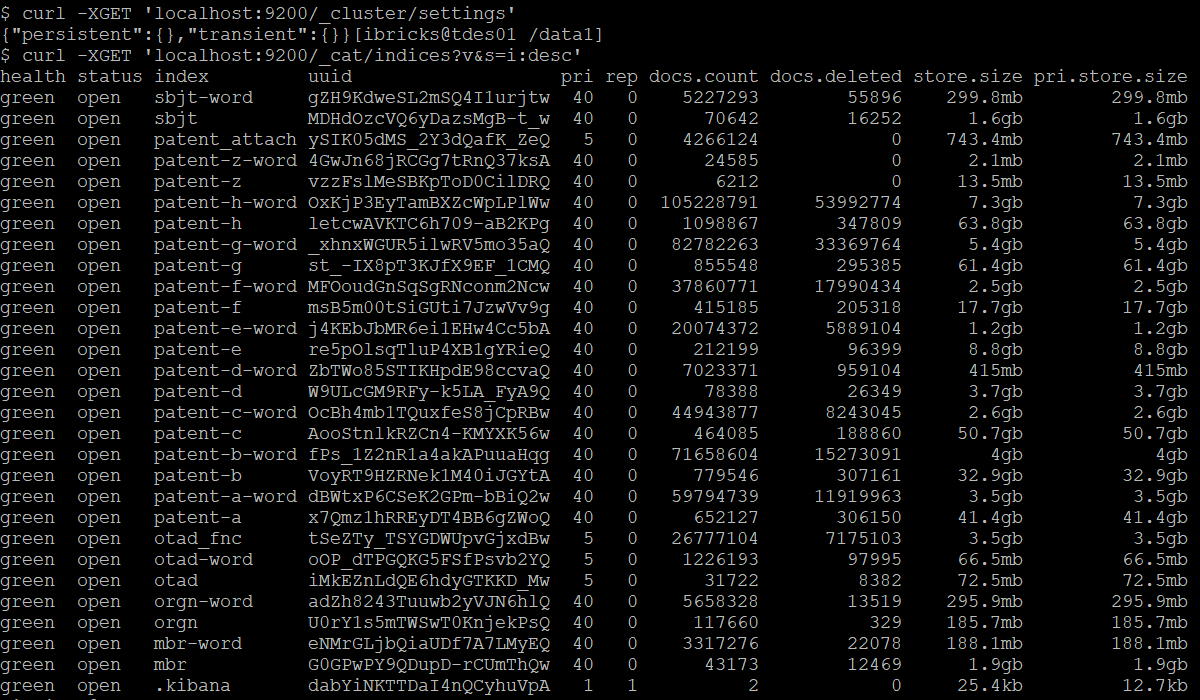 $ curl -XGET 'localhost:9200/_cluster/settings'
{"persistent":{},"transient":{}}[ibricks@tdes01 /data1]
$ curl -XGET 'localhost:9200/_cat/indices?v&s=i:desc'
health status index uuid pri rep docs.count docs.deleted store.size pri.store.size
green open sbjt-word gZH9KdweSL2mSQ4I1urjtw 40 0 5227293 55896 299.8mb 299.8mb
green open sbjt MDHdOzcVQ6yDazsMgB-t_w 40 0 70642 16252 1.6gb 1.6gb
green open patent_attach ySIK05dMS_2Y3dQafK_ZeQ 5 0 4266124 0 743.4mb 743.4mb
green open patent-z-word 4GwJn68jRCGg7tRnQ37ksA 40 0 24585 0 2.1mb 2.1mb
green open patent-z vzzFslMeSBKpToD0CilDRQ 40 0 6212 0 13.5mb 13.5mb
green open patent-h-word OxKjP3EyTamBXZcWpLPlWw 40 0 105228791 53992774 7.3gb 7.3gb
green open patent-h letcwAVKTC6h709-aB2KPg 40 0 1098867 347809 63.8gb 63.8gb
green open patent-g-word _xhnxWGUR5ilwRV5mo35aQ 40 0 82782263 33369764 5.4gb 5.4gb
green open patent-g st_-IX8pT3KJfX9EF_1CMQ 40 0 855548 295385 61.4gb 61.4gb
green open patent-f-word MFOoudGnSqSgRNconm2Ncw 40 0 37860771 17990434 2.5gb 2.5gb
green open patent-f msB5m00tSiGUti7JzwVv9g 40 0 415185 205318 17.7gb 17.7gb
green open patent-e-word j4KEbJbMR6ei1EHw4Cc5bA 40 0 20074372 5889104 1.2gb 1.2gb
green open patent-e re5pOlsqTluP4XB1gYRieQ 40 0 212199 96399 8.8gb 8.8gb
green open patent-d-word ZbTWo85STIKHpdE98ccvaQ 40 0 7023371 959104 415mb 415mb
green open patent-d W9ULcGM9RFy-k5LA_FyA9Q 40 0 78388 26349 3.7gb 3.7gb
green open patent-c-word OcBh4mb1TQuxfeS8jCpRBw 40 0 44943877 8243045 2.6gb 2.6gb
green open patent-c AooStnlkRZCn4-KMYXK56w 40 0 464085 188860 50.7gb 50.7gb
green open patent-b-word fPs_1Z2nR1a4akAPuuaHqg 40 0 71658604 15273091 4gb 4gb
green open patent-b VoyRT9HZRNek1M40iJGYtA 40 0 779546 307161 32.9gb 32.9gb
green open patent-a-word dBWtxP6CSeK2GPm-bBiQ2w 40 0 59794739 11919963 3.5gb 3.5gb
green open patent-a x7Qmz1hRREyDT4BB6gZWoQ 40 0 652127 306150 41.4gb 41.4gb
green open otad_fnc tSeZTy_TSYGDWUpvGjxdBw 5 0 26777104 7175103 3.5gb 3.5gb
green open otad-word oOP_dTPGQKG5FSfPsvb2YQ 5 0 1226193 97995 66.5mb 66.5mb
green open otad iMkEZnLdQE6hdyGTKKD_Mw 5 0 31722 8382 72.5mb 72.5mb
green open orgn-word adZh8243Tuuwb2yVJN6hlQ 40 0 5658328 13519 295.9mb 295.9mb
green open orgn U0rY1s5mTWSwT0KnjekPsQ 40 0 117660 329 185.7mb 185.7mb
green open mbr-word eNMrGLjbQiaUDf7A7LMyEQ 40 0 3317276 22078 188.1mb 188.1mb
green open mbr G0GPwPY9QDupD-rCUmThQw 40 0 43173 12469 1.9gb 1.9gb
green open .kibana dabYiNKTTDaI4nQCyhuVpA 1 1 2 0 25.4kb 12.7kb